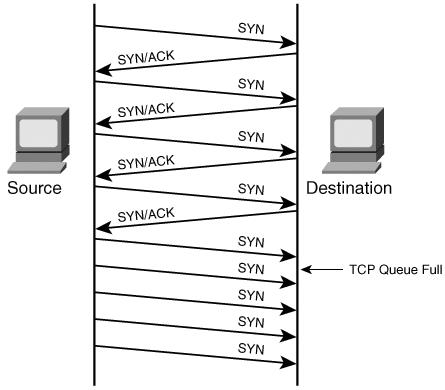 SYN
SYN/ACK
SYN
SYN/ACK
SYN
SYN/ACK
SYN
SYN/ACK
Source
Destination
SYN
SYN
TCP Queue Full
SYN
SYN
SYN